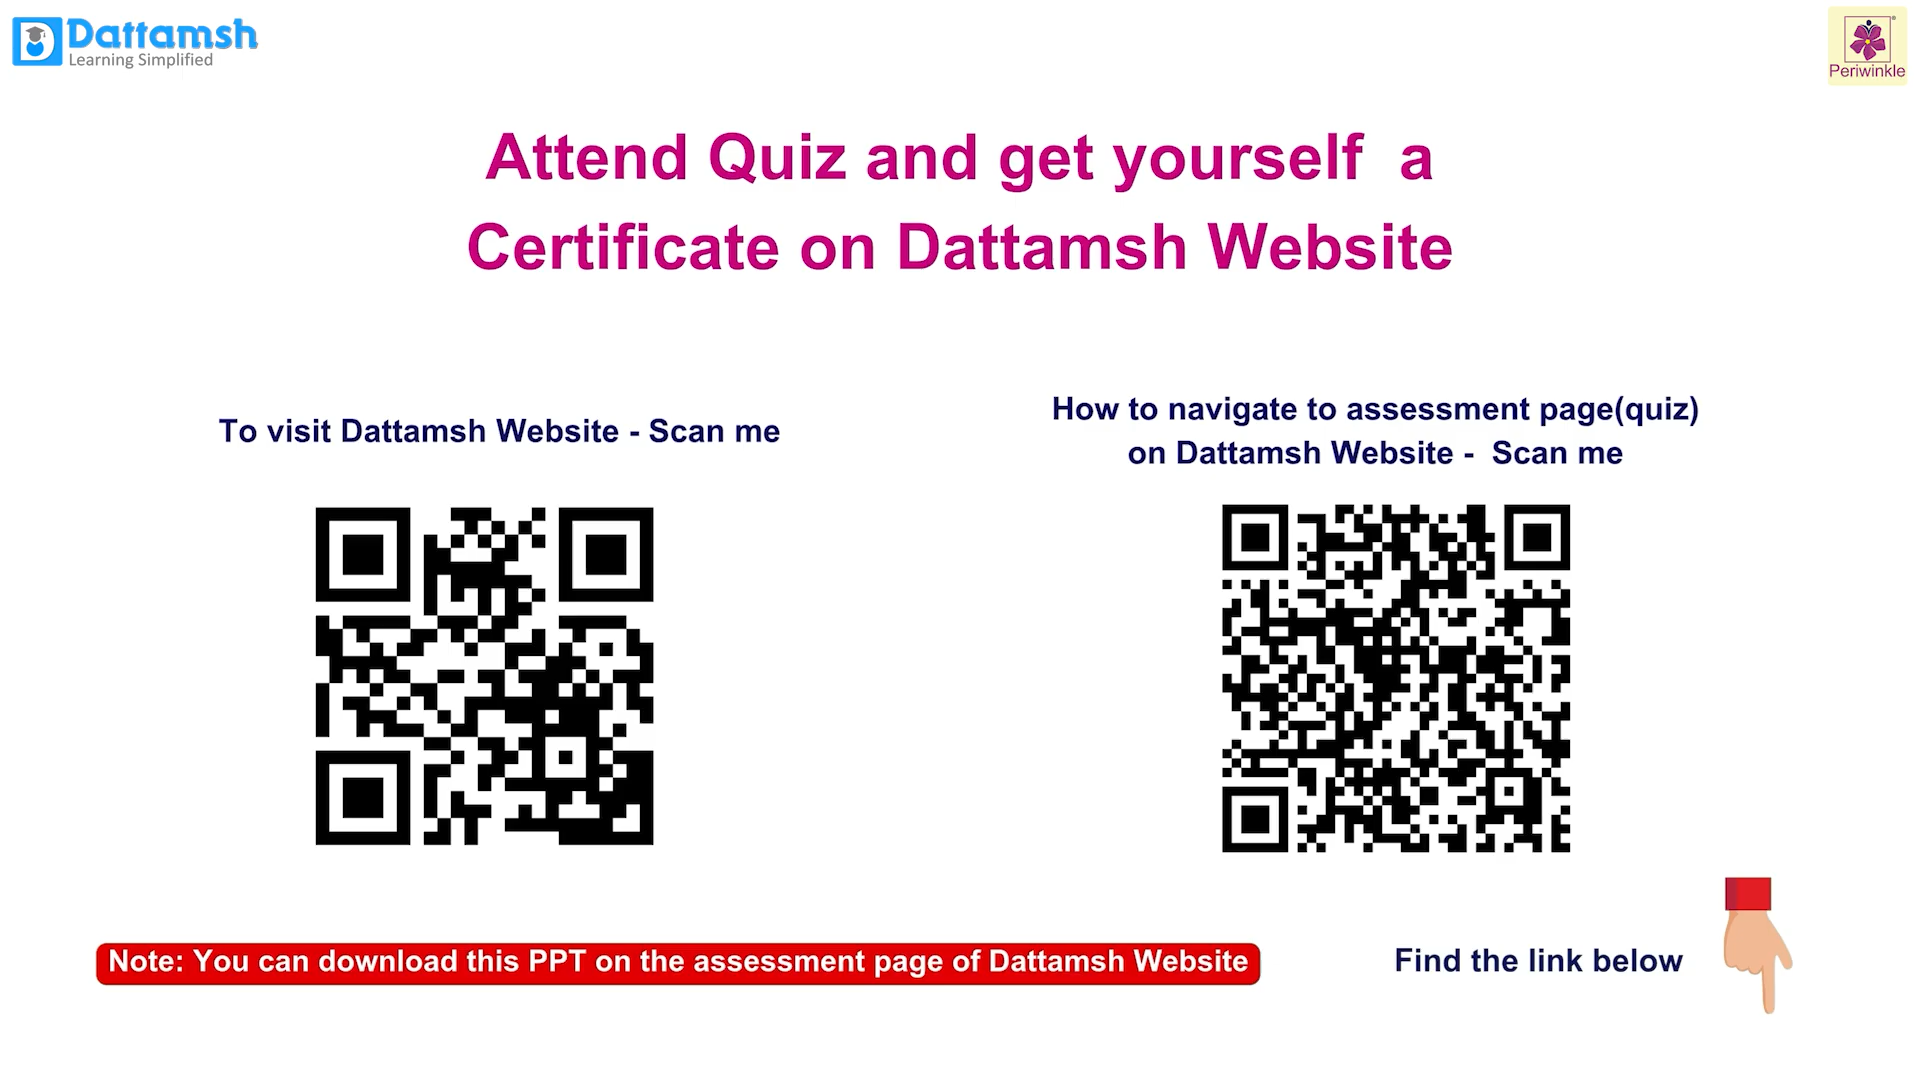 Dattamsh
Learning Simplified
Periwinkle
Attend Quiz and get yourself a
Certificate on Dattamsh Website
To visit Dattamsh Website - Scan me
How to navigate to assessment page(quiz)
on Dattamsh Website - Scan me
Note: You can download this PPT on the assessment page of Dattamsh Website
Find the link below